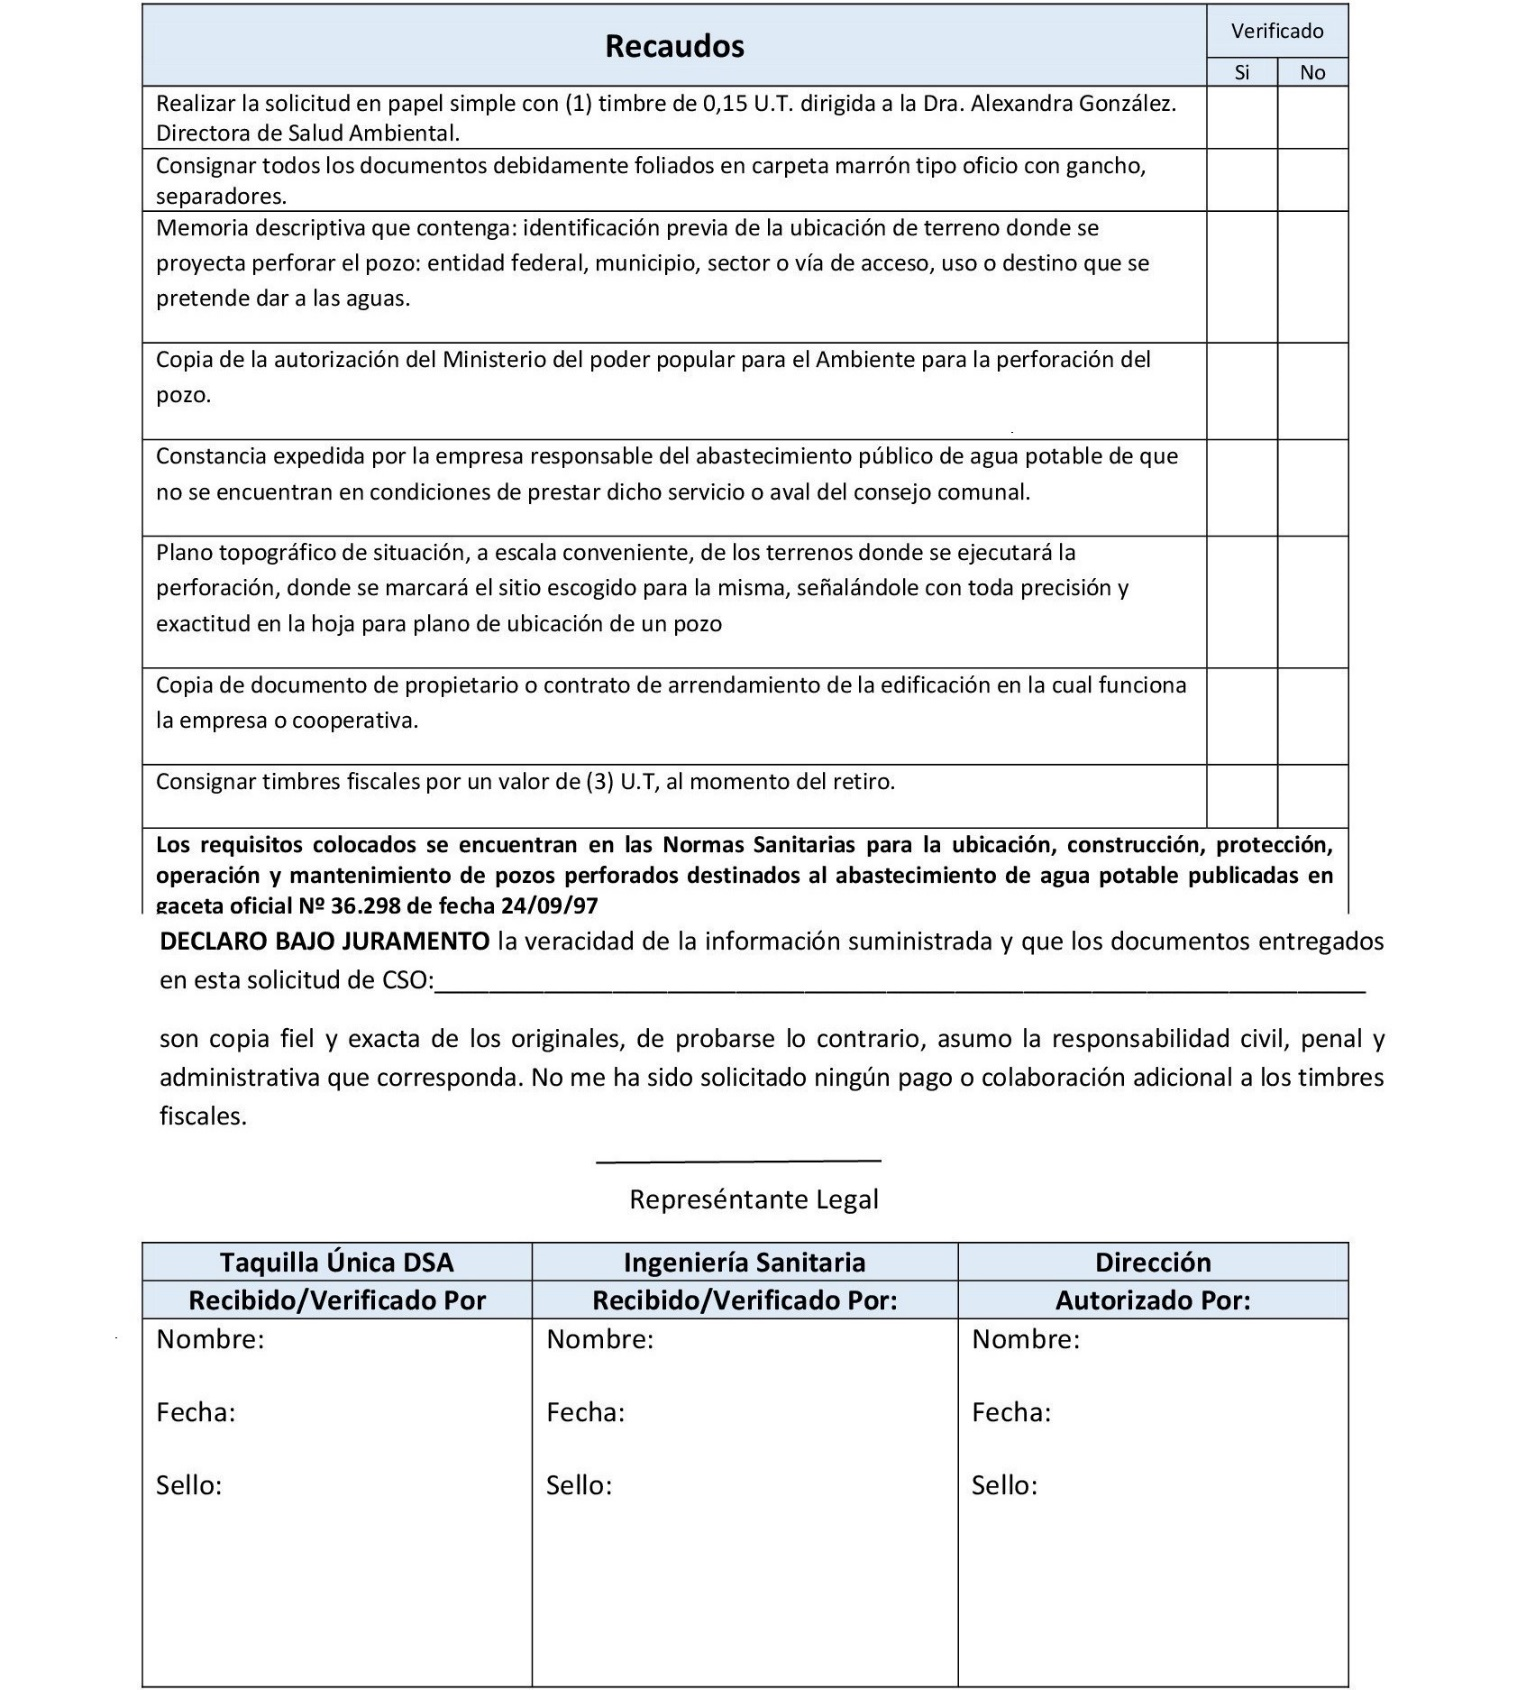 Recaudos
Verificado
Si No
Realizar la solicitud en papel simple con (1) timbre de 0,15 U.T. dirigida a la Dra. Alexandra González.
Directora de Salud Ambiental.
Consignar todos los documentos debidamente foliados en carpeta marrón tipo oficio con gancho,
separadores.
Memoria descriptiva que contenga: identificación previa de la ubicación de terreno donde se
proyecta perforar el pozo: entidad federal, municipio, sector o vía de acceso, uso o destino que se
pretende dar a las aguas.
Copia de la autorización del Ministerio del poder popular para el Ambiente para la perforación del
pozo.
Constancia expedida por la empresa responsable del abastecimiento público de agua potable de que
no se encuentran en condiciones de prestar dicho servicio o aval del consejo comunal.
Plano topográfico de situación, a escala conveniente, de los terrenos donde se ejecutará la
perforación, donde se marcará el sitio escogido para la misma, señalándole con toda precisión y
exactitud en la hoja para plano de ubicación de un pozo
Copia de documento de propietario o contrato de arrendamiento de la edificación en la cual funciona
la empresa o cooperativa.
Consignar timbres fiscales por un valor de (3) U.T, al momento del retiro.
Los requisitos colocados se encuentran en las Normas Sanitarias para la ubicación, construcción, protección,
operación y mantenimiento de pozos perforados destinados al abastecimiento de agua potable publicadas en
gaceta oficial Nº 36.298 de fecha 24/09/97
DECLARO BAJO JURAMENTO la veracidad de la información suministrada y que los documentos entregados
en esta solicitud de CSO:
son copia fiel y exacta de los originales, de probarse lo contrario, asumo la responsabilidad civil, penal y
administrativa que corresponda. No me ha sido solicitado ningún pago o colaboración adicional a los timbres
fiscales.
Represéntante Legal
Taquilla Única DSA Ingeniería Sanitaria Dirección
Recibido/Verificado Por Recibido/Verificado Por: Autorizado Por:
Nombre: Nombre: Nombre:
Fecha: Fecha: Fecha:
Sello: Sello: Sello: